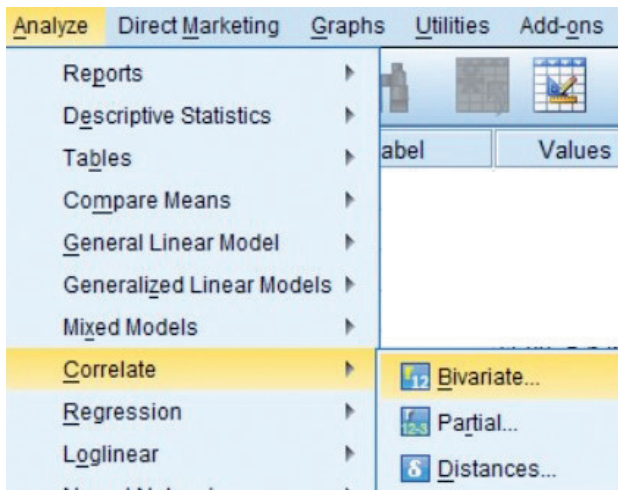 Analyze Direct Marketing Graphs Utilities Add-ons
Reports
Descriptive Statistics
Tables
abel Values
Compare Means
General Linear Model
Generalized Linear Models
Mixed Models
Correlate
Bivariate...
Regression
Partial...
Loglinear
Distances...